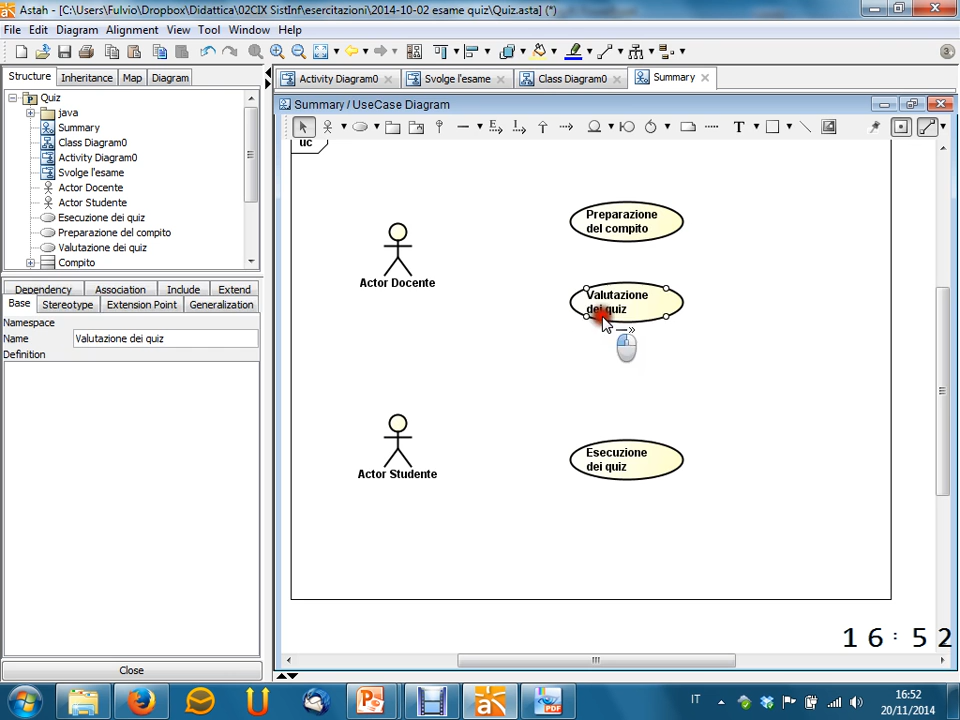 Astah - [C:\Users\Fulvio\Dropbox\Didattica\02CIX SistInf\esercitazioni\2014-10-02 esame quiz\Quiz.asta] (*)
File Edit Diagram Alignment View Tool Window Help
3
Structure Inheritance Map Diagram
Activity Diagram0 Svolge l'esame Class Diagram0 Summary
Quiz
java
Summary
Class Diagram0
Activity Diagram0
Svolge l'esame
Actor Docente
Actor Studente
Esecuzione dei quiz
Preparazione del compito
Valutazione dei quiz
Compito
Dependency Association Include Extend
Base Stereotype Extension Point Generalization
Namespace
Name Valutazione dei quiz
Definition
Close
Summary / UseCase Diagram
T
uc
Preparazione
del compito
Actor Docente
Valutazione
dei quiz
Actor Studente
Esecuzione
dei quiz
16:52
IT
16:52
20/11/2014
PDF